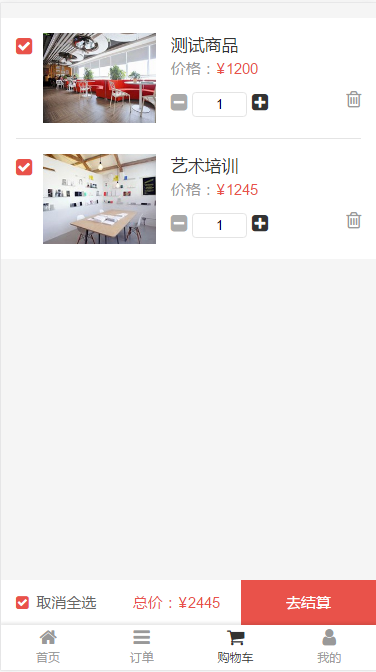 测试商品
价格：¥1200
1
艺术培训
价格：¥1245
1
取消全选 总价：¥2445 去结算
首页 订单 购物车 我的